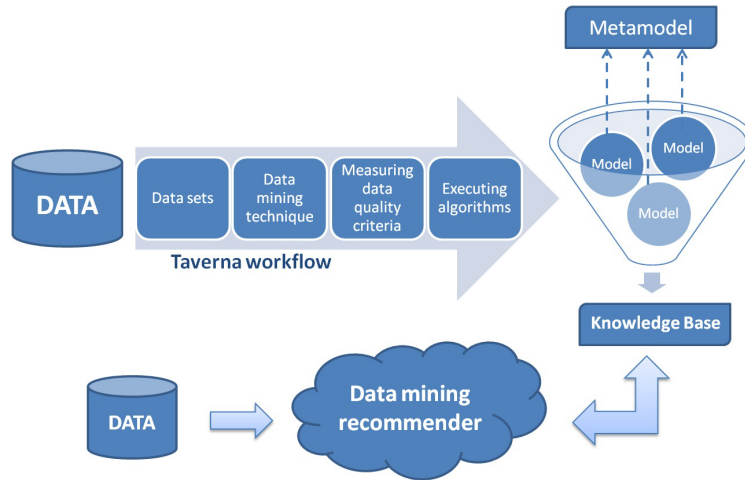 Metamodel
Model
Model
Model
DATA
Data sets
Data
mining
technique
Measuring
data
quality
criteria
Executing
algorithms
Taverna workflow
Knowledge Base
DATA
Data mining
recommender